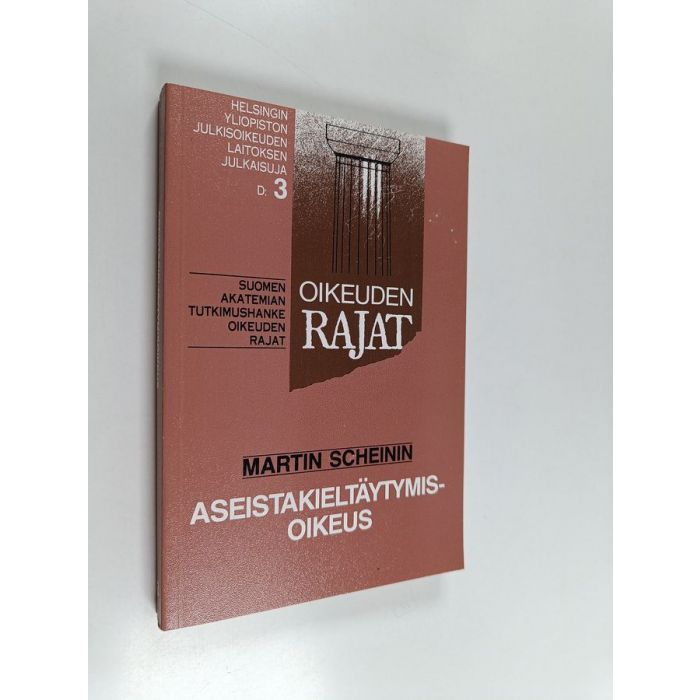 HELSINGIN
YLIOPISTON
JULKISOIKEUDEN
LAITOKSEN
JULKAISUJA
D: 3
SUOMEN
AKATEMIAN
TUTKIMUSHANKE
OIKEUDEN
RAJAT
OIKEUDEN
RAJAT
MARTIN SCHEININ
ASEISTAKIELTÄYTYMIS-
OIKEUS